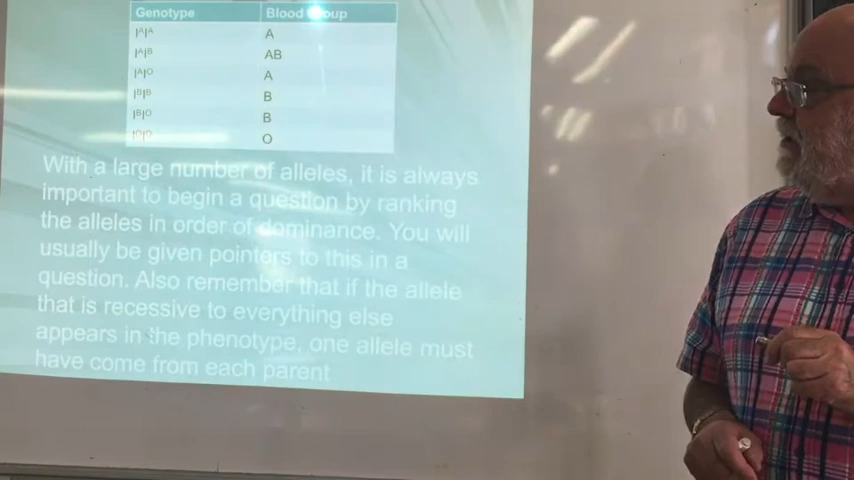 Genotype Blood Group
IᴬIᴬ A
IᴬIᴮ AB
IᴬIᴼ A
IᴮIᴮ B
IᴮIᴼ B
IᴼIᴼ O
With a large number of alleles, it is always
important to begin a question by ranking
the alleles in order of dominance. You will
usually be given pointers to this in a
question. Also remember that if the allele
that is recessive to everything else
appears in the phenotype, one allele must
have come from each parent